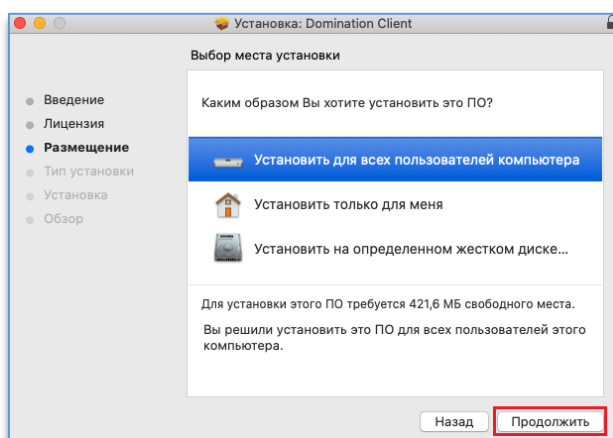 Установка: Domination Client
Выбор места установки
Введение
Лицензия
Размещение
Тип установки
Установка
Обзор
Каким образом Вы хотите установить это ПО?
Установить для всех пользователей компьютера
Установить только для меня
Установить на определенном жестком диске...
Для установки этого ПО требуется 421,6 МБ свободного места.
Вы решили установить это ПО для всех пользователей этого
компьютера.
Назад
Продолжить